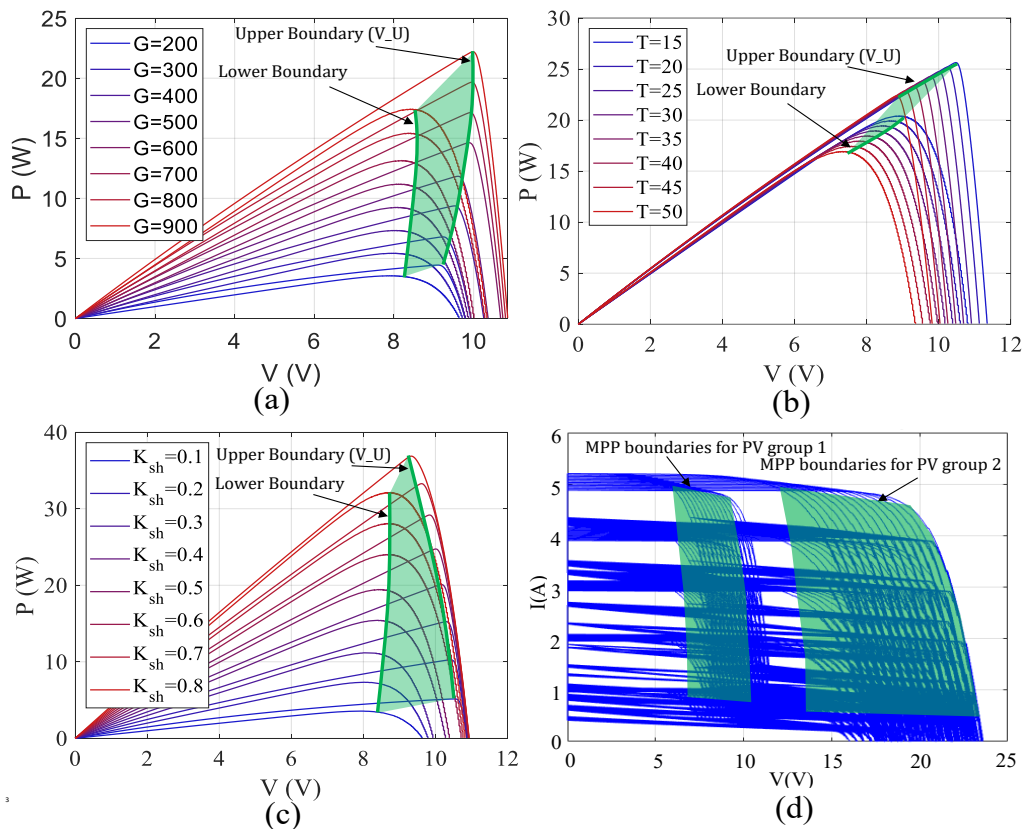 25
20
15
10
5
0
P (W)
G=200
G=300
G=400
G=500
G=600
G=700
G=800
G=900
Upper Boundary (V_U)
Lower Boundary
0 2 4 6 8 10
V (V)
(a)
30
25
20
15
10
5
0
P (W)
T=15
T=20
T=25
T=30
T=35
T=40
T=45
T=50
Upper Boundary (V_U)
Lower Boundary
0 2 4 6 8 10 12
V (V)
(b)
40
30
20
10
0
P (W)
K_sh=0.1
K_sh=0.2
K_sh=0.3
K_sh=0.4
K_sh=0.5
K_sh=0.6
K_sh=0.7
K_sh=0.8
Upper Boundary (V_U)
Lower Boundary
0 2 4 6 8 10 12
V (V)
(c)
6
5
4
3
2
1
0
I(A)
MPP boundaries for PV group 1
MPP boundaries for PV group 2
0 5 10 15 20 25
V(V)
(d)
3